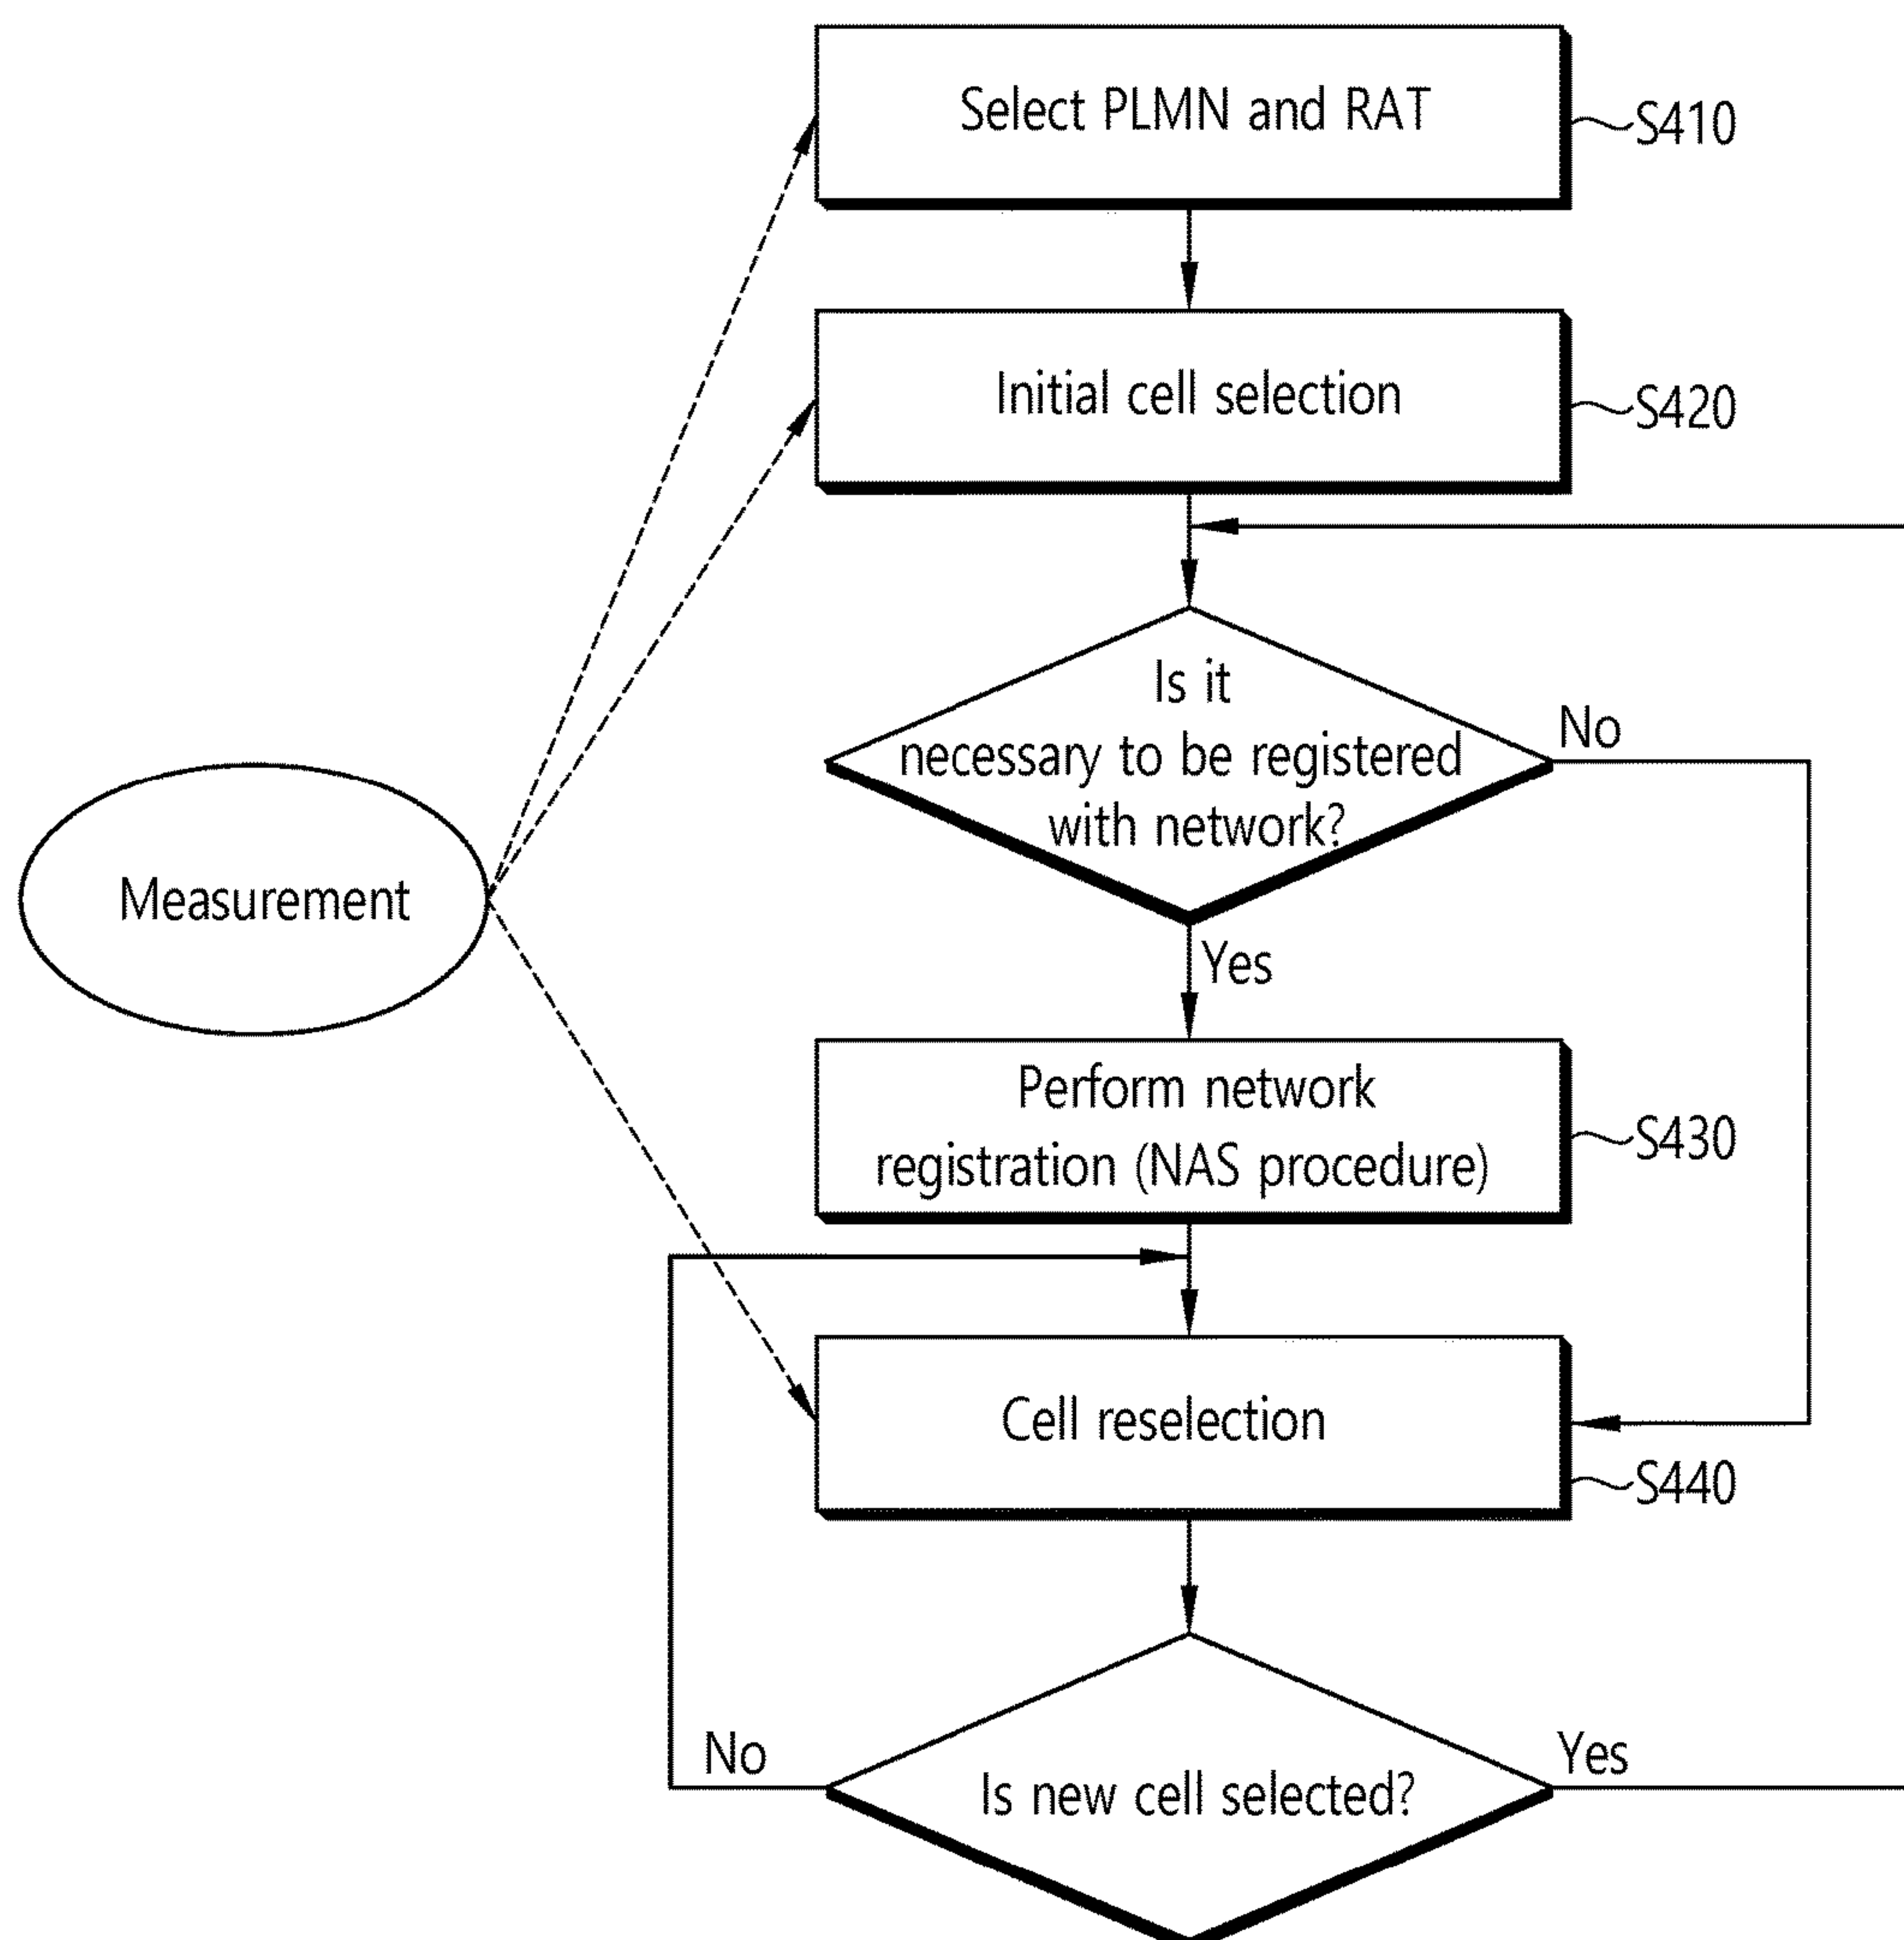 Select PLMN and RAT
S410
Initial cell selection
S420
Is it
necessary to be registered
with network?
No
Yes
Measurement
Perform network
registration (NAS procedure)
S430
Cell reselection
S440
No
Is new cell selected?
Yes